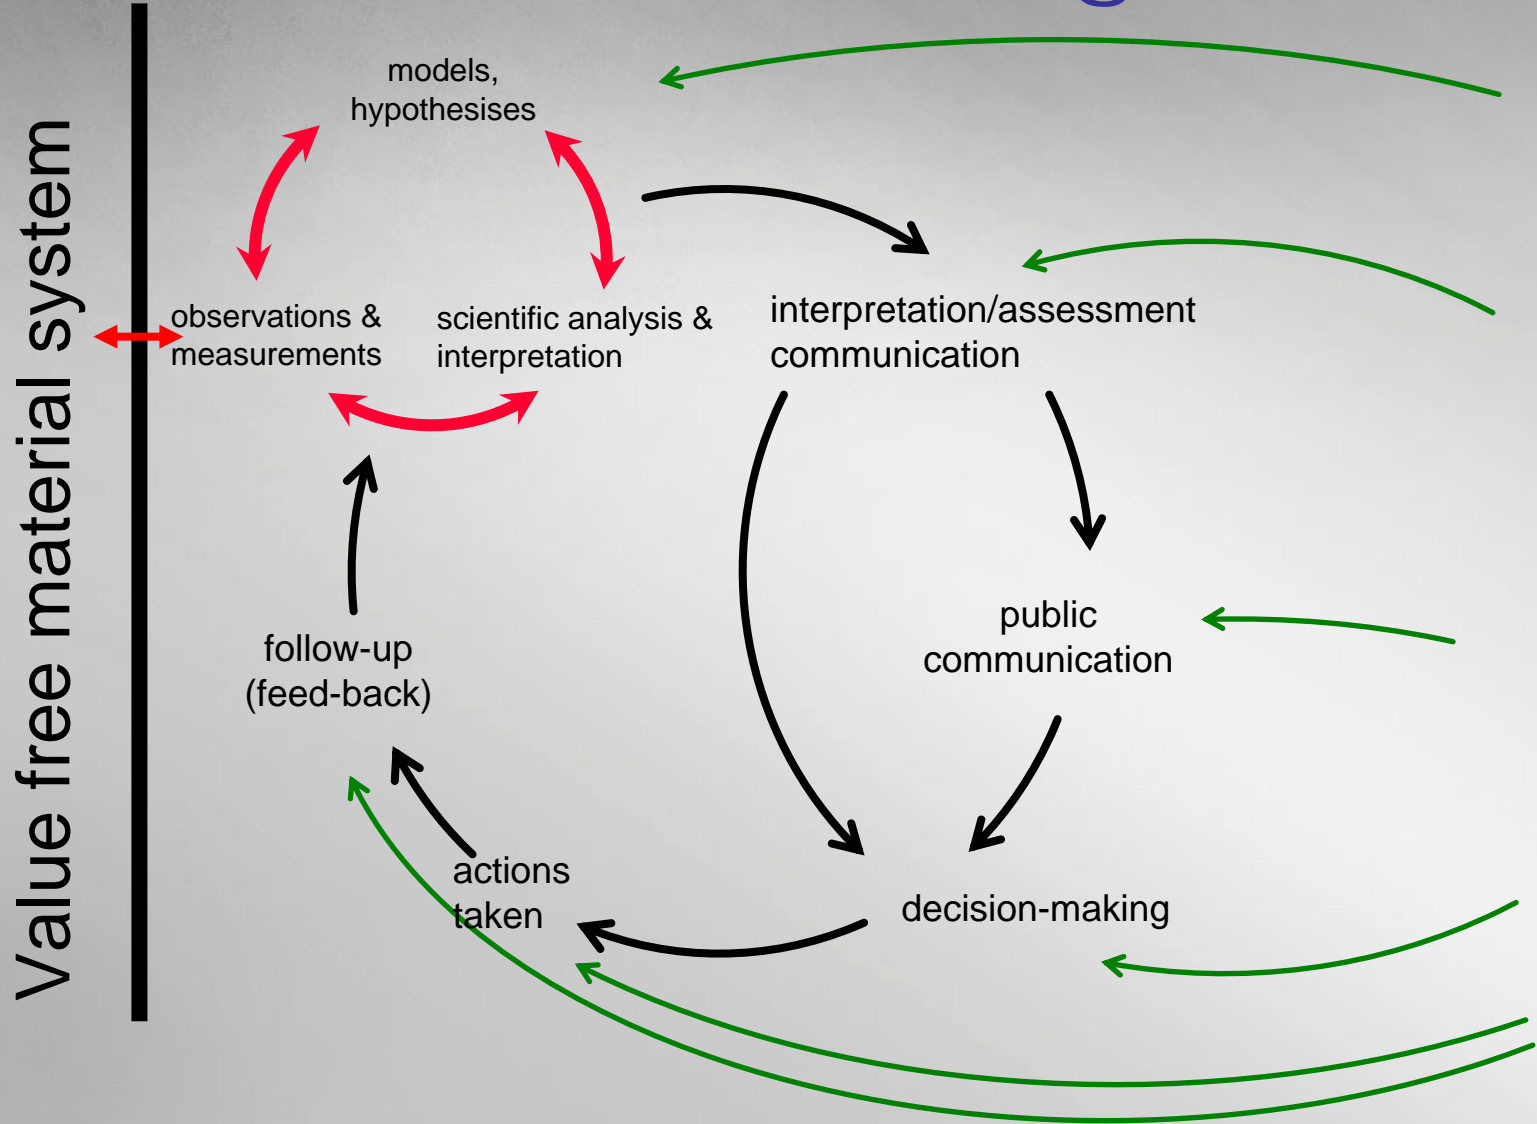 models,
hypothesises
Value free material system
observations &
measurements
scientific analysis &
interpretation
interpretation/assessment
communication
public
communication
follow-up
(feed-back)
actions
taken
decision-making